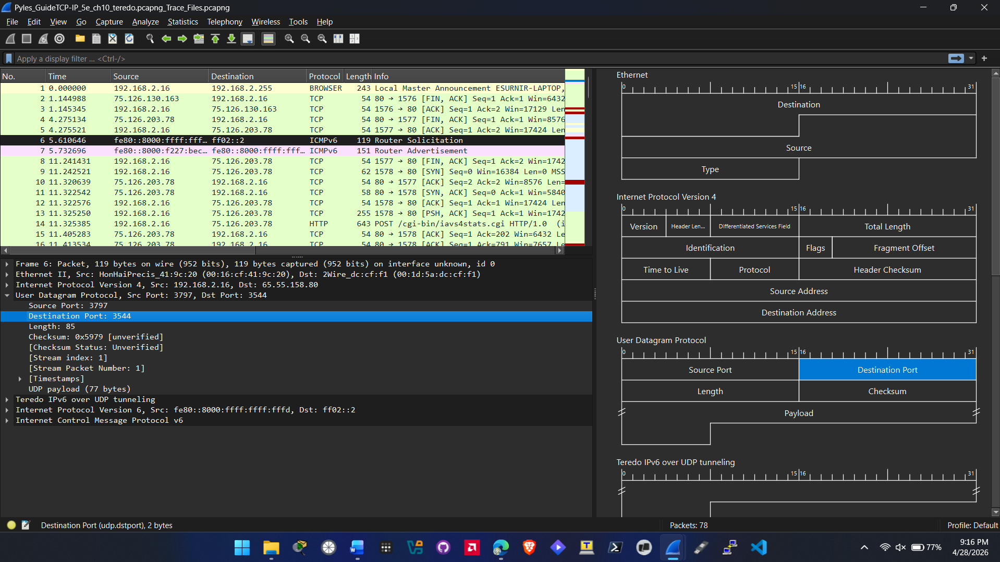 Pyles_GuideTCP-IP_5e_ch10_teredo.pcapng_Trace_Files.pcapng
File Edit View Go Capture Analyze Statistics Telephony Wireless Tools Help
Apply a display filter ... <Ctrl-/>
No. Time Source Destination Protocol Length Info
1 0.000000 192.168.2.16 192.168.2.255 BROWSER 243 Local Master Announcement ESURNIR-LAPTOP,
2 1.144988 75.126.130.163 192.168.2.16 TCP 54 80 → 1576 [FIN, ACK] Seq=1 Ack=1 Win=6432
3 1.145345 192.168.2.16 75.126.130.163 TCP 54 1576 → 80 [ACK] Seq=1 Ack=2 Win=17129 Len
4 4.275134 75.126.203.78 192.168.2.16 TCP 54 80 → 1577 [FIN, ACK] Seq=1 Ack=1 Win=8576
5 4.275521 192.168.2.16 75.126.203.78 TCP 54 1577 → 80 [ACK] Seq=1 Ack=2 Win=17424 Len
6 5.610646 fe80::8000:ffff:fff… ff02::2 ICMPv6 119 Router Solicitation
7 5.732696 fe80::8000:f227:bec… fe80::8000:ffff:fff… ICMPv6 151 Router Advertisement
8 11.241431 192.168.2.16 75.126.203.78 TCP 54 1577 → 80 [FIN, ACK] Seq=1 Ack=2 Win=1742
9 11.242521 192.168.2.16 75.126.203.78 TCP 62 1578 → 80 [SYN] Seq=0 Win=16384 Len=0 MSS
10 11.320639 75.126.203.78 192.168.2.16 TCP 54 80 → 1577 [ACK] Seq=2 Ack=2 Win=8576 Len=
11 11.322542 75.126.203.78 192.168.2.16 TCP 58 80 → 1578 [SYN, ACK] Seq=0 Ack=1 Win=5840
12 11.322576 192.168.2.16 75.126.203.78 TCP 54 1578 → 80 [ACK] Seq=1 Ack=1 Win=17424 Len
13 11.325250 192.168.2.16 75.126.203.78 TCP 255 1578 → 80 [PSH, ACK] Seq=1 Ack=1 Win=1742
14 11.325385 192.168.2.16 75.126.203.78 HTTP 643 POST /cgi-bin/iavs4stats.cgi HTTP/1.0 (i
15 11.405283 75.126.203.78 192.168.2.16 TCP 54 80 → 1578 [ACK] Seq=1 Ack=202 Win=6432 Le
16 11.413534 75.126.203.78 192.168.2.16 TCP 54 80 → 1578 [ACK] Seq=1 Ack=791 Win=7657 Le
Frame 6: Packet, 119 bytes on wire (952 bits), 119 bytes captured (952 bits) on interface unknown, id 0
Ethernet II, Src: HonHaiPrecis_41:9c:20 (00:16:cf:41:9c:20), Dst: 2Wire_dc:cf:f1 (00:1d:5a:dc:cf:f1)
Internet Protocol Version 4, Src: 192.168.2.16, Dst: 65.55.158.80
User Datagram Protocol, Src Port: 3797, Dst Port: 3544
Source Port: 3797
Destination Port: 3544
Length: 85
Checksum: 0x5979 [unverified]
[Checksum Status: Unverified]
[Stream index: 1]
[Stream Packet Number: 1]
[Timestamps]
UDP payload (77 bytes)
Teredo IPv6 over UDP tunneling
Internet Protocol Version 6, Src: fe80::8000:ffff:ffff:fffd, Dst: ff02::2
Internet Control Message Protocol v6
Ethernet
0 15 16 31
Destination
Source
Type
Internet Protocol Version 4
0 15 16 31
Version Header Len... Differentiated Services Field Total Length
Identification Flags Fragment Offset
Time to Live Protocol Header Checksum
Source Address
Destination Address
User Datagram Protocol
0 15 16 31
Source Port Destination Port
Length Checksum
Payload
Teredo IPv6 over UDP tunneling
0 15 16 31
Destination Port (udp.dstport), 2 bytes Packets: 78 Profile: Default
77% 9:16 PM
4/28/2026